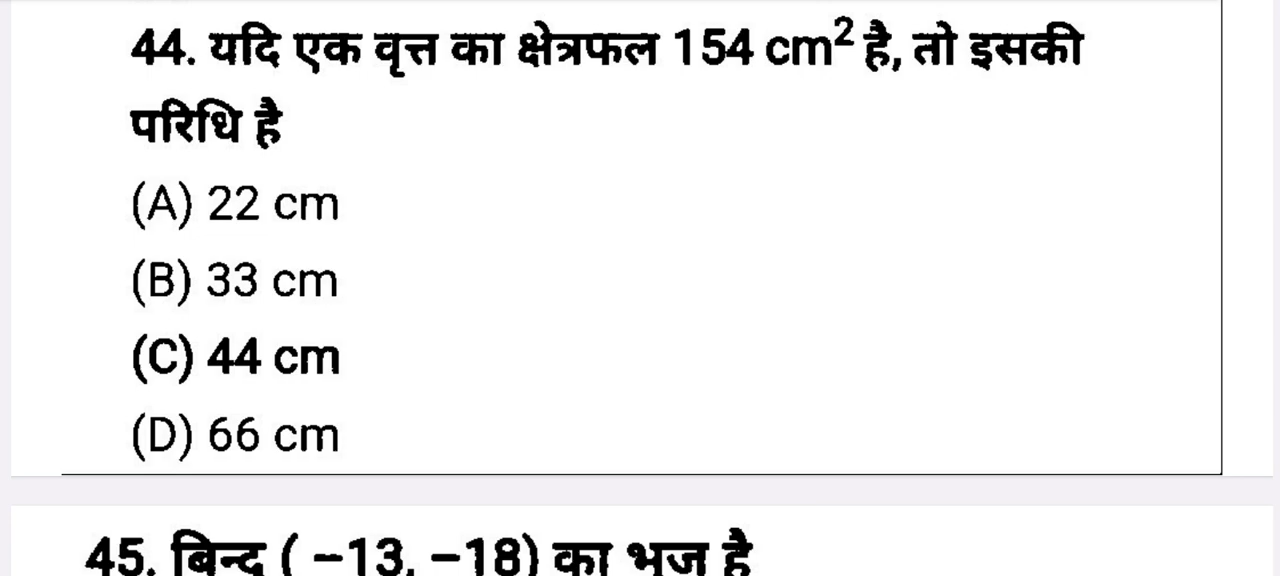 44. यदि एक वृत्त का क्षेत्रफल 154 cm² है, तो इसकी
परिधि है
(A) 22 cm
(B) 33 cm
(C) 44 cm
(D) 66 cm
45. बिन्दु ( –13, –18) का भुज है